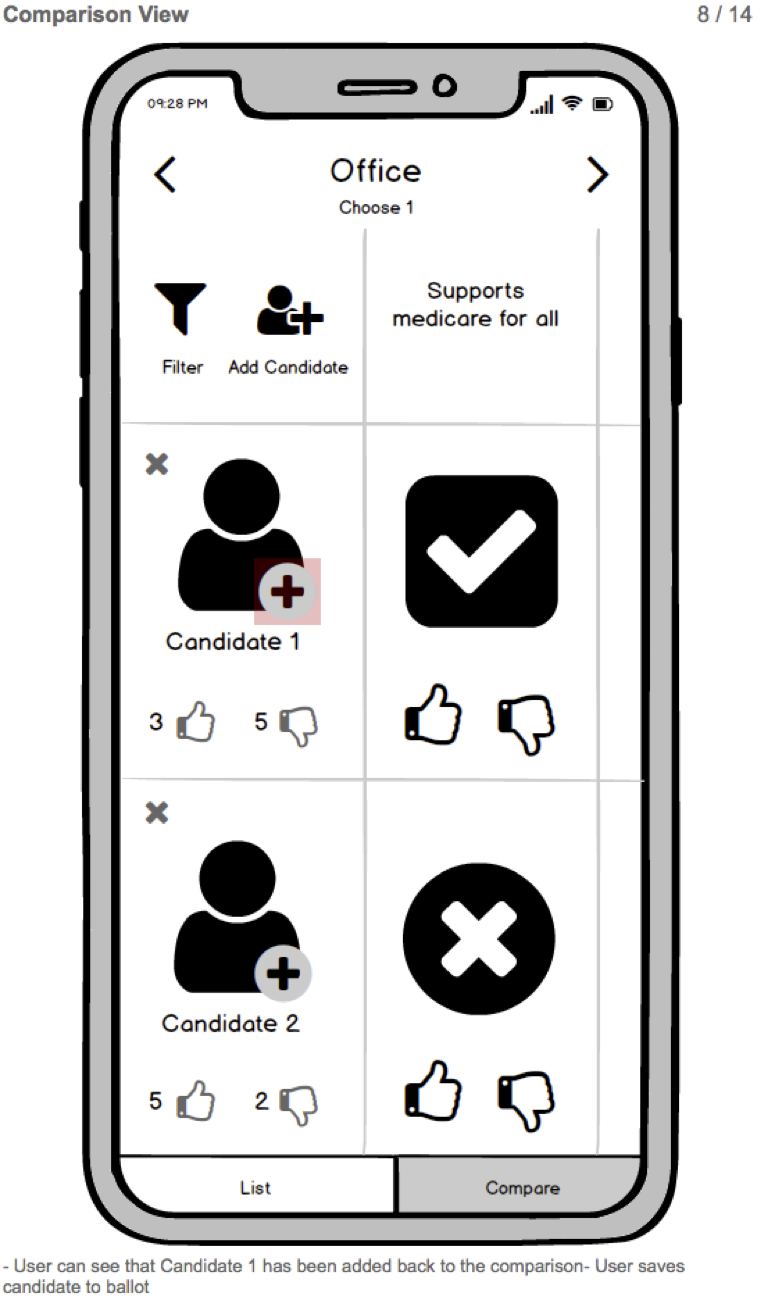 Comparison View 8 / 14
09:28 PM
Office
Choose 1
Filter
Add Candidate
Supports
medicare for all
Candidate 1
3 5
Candidate 2
5 2
List
Compare
- User can see that Candidate 1 has been added back to the comparison- User saves
candidate to ballot